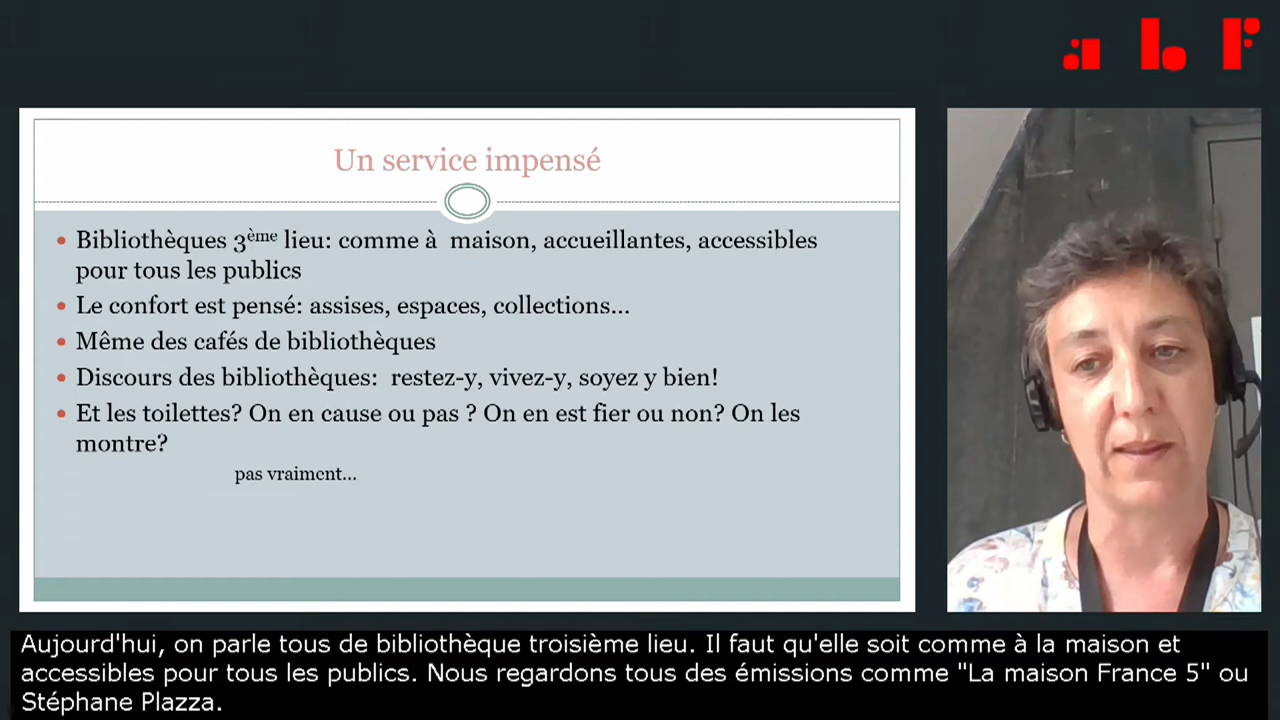 abf
Un service impensé
Bibliothèques 3ème lieu: comme à maison, accueillantes, accessibles
pour tous les publics
Le confort est pensé: assises, espaces, collections...
Même des cafés de bibliothèques
Discours des bibliothèques: restez-y, vivez-y, soyez y bien!
Et les toilettes? On en cause ou pas ? On en est fier ou non? On les
montre?
pas vraiment...
Aujourd'hui, on parle tous de bibliothèque troisième lieu. Il faut qu'elle soit comme à la maison et
accessibles pour tous les publics. Nous regardons tous des émissions comme "La maison France 5" ou
Stéphane Plazza.